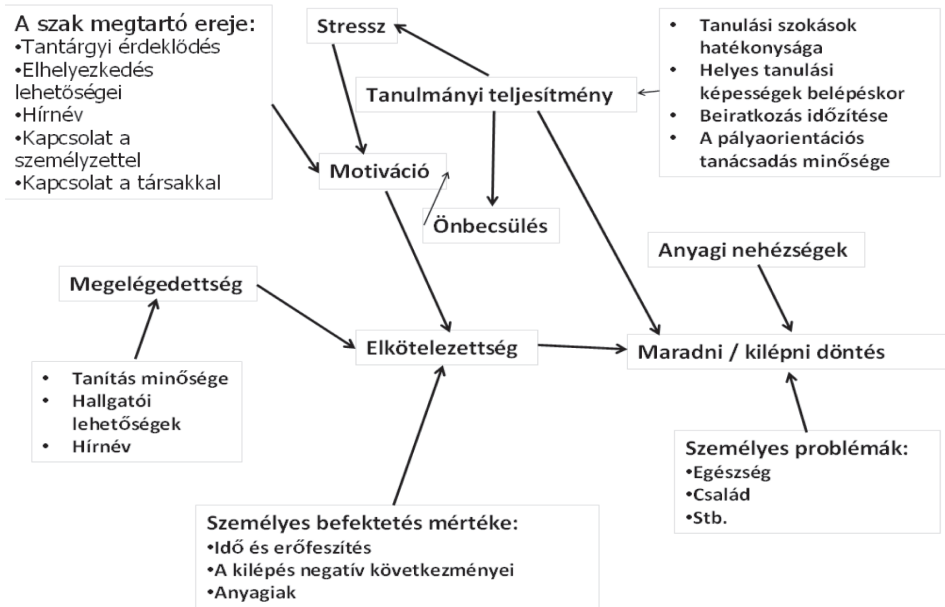 A szak megtartó ereje:
•Tantárgyi érdeklödés
•Elhelyezkedés
lehetőségei
•Hírnév
•Kapcsolat a
személyzettel
•Kapcsolat a társakkal
Stressz
Tanulmányi teljesítmény
• Tanulási szokások
hatékonysága
• Helyes tanulási
képességek belépéskor
• Beiratkozás időzítése
• A pályaorientációs
tanácsadás minősége
Motiváció
Önbecsülés
Anyagi nehézségek
Megelégedettség
Elkötelezettség
Maradni / kilépni döntés
• Tanítás minősége
• Hallgatói
lehetőségek
• Hírnév
Személyes problémák:
•Egészség
•Család
•Stb.
Személyes befektetés mértéke:
•Idő és erőfeszítés
•A kilépés negatív következményei
•Anyagiak